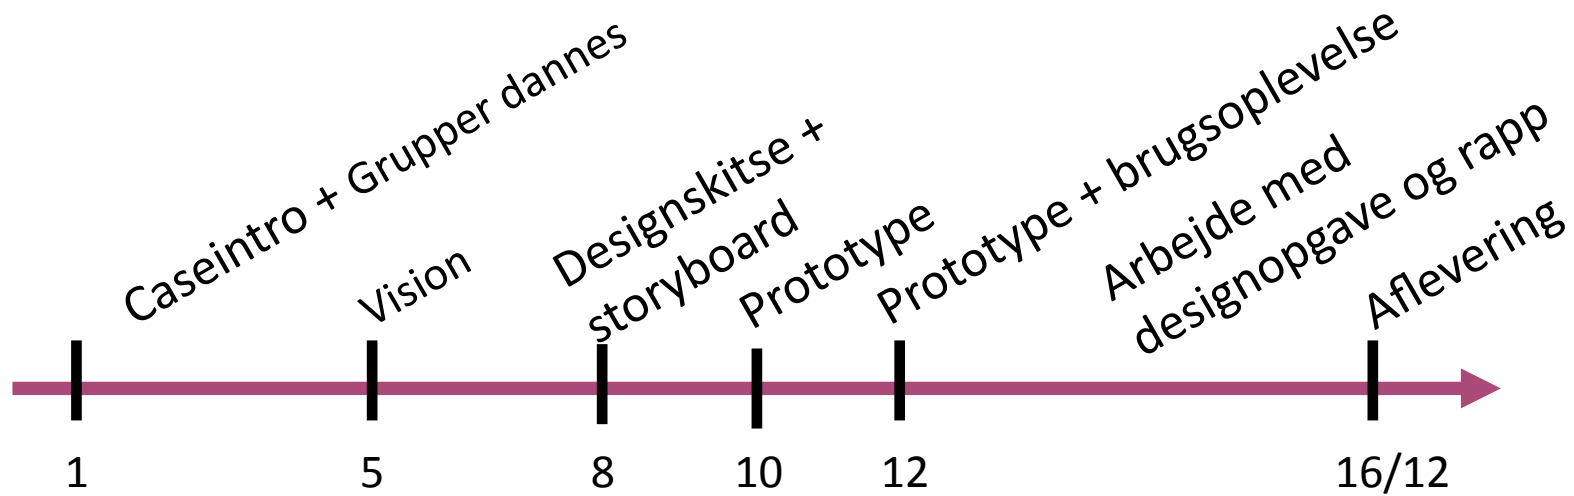 Caseintro + Grupper dannes
Vision
Designskitse +
storyboard
Prototype
Prototype + brugsoplevelse
Arbejde med
designopgave og rapp
Aflevering
1
5
8
10
12
16/12